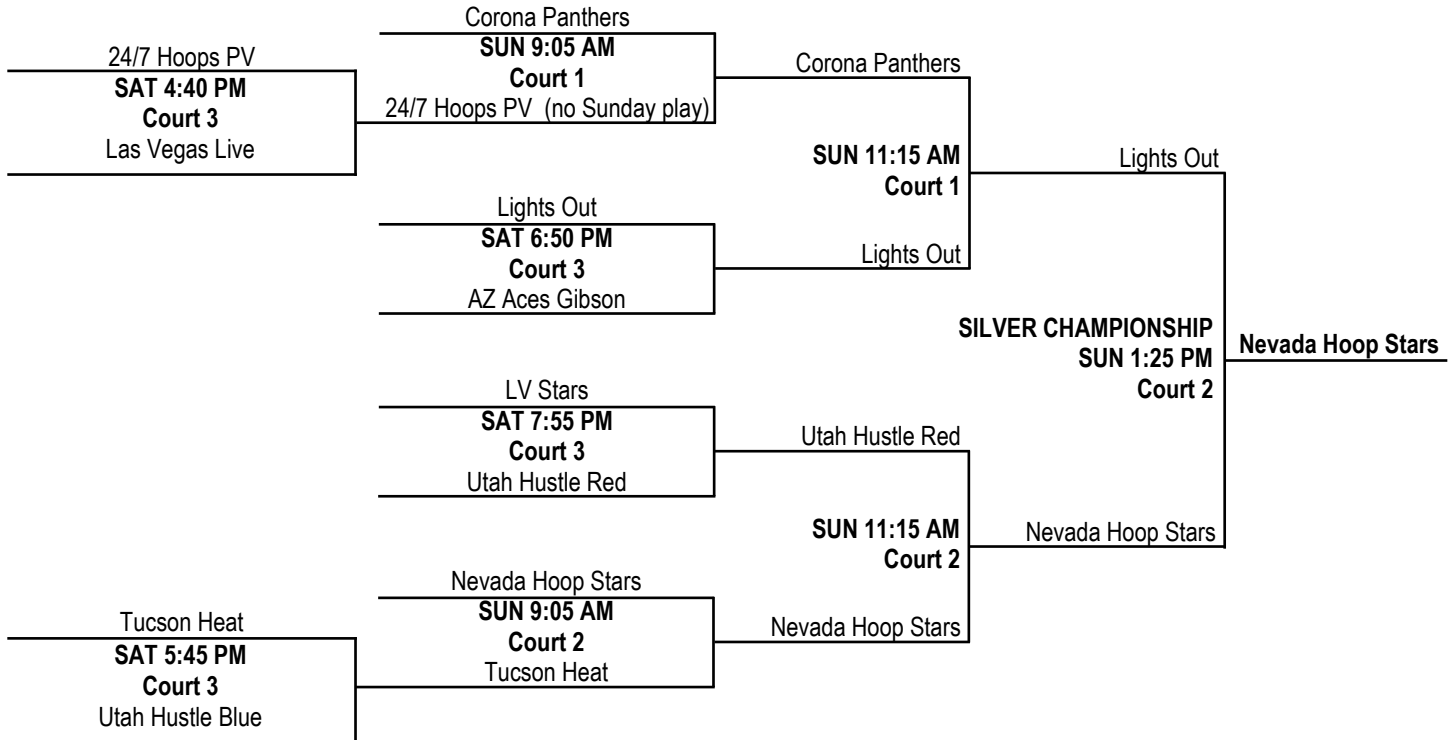 Corona Panthers
24/7 Hoops PV
SUN 9:05 AM
Corona Panthers
SAT 4:40 PM
Court 1
Court 3
24/7 Hoops PV (no Sunday play)
Las Vegas Live
SUN 11:15 AM
Lights Out
Court 1
Lights Out
SAT 6:50 PM
Lights Out
Court 3
AZ Aces Gibson
SILVER CHAMPIONSHIP
Nevada Hoop Stars
SUN 1:25 PM
LV Stars
Court 2
SAT 7:55 PM
Utah Hustle Red
Court 3
Utah Hustle Red
SUN 11:15 AM
Nevada Hoop Stars
Court 2
Nevada Hoop Stars
Tucson Heat
SUN 9:05 AM
Nevada Hoop Stars
SAT 5:45 PM
Court 2
Tucson Heat
Court 3
Utah Hustle Blue